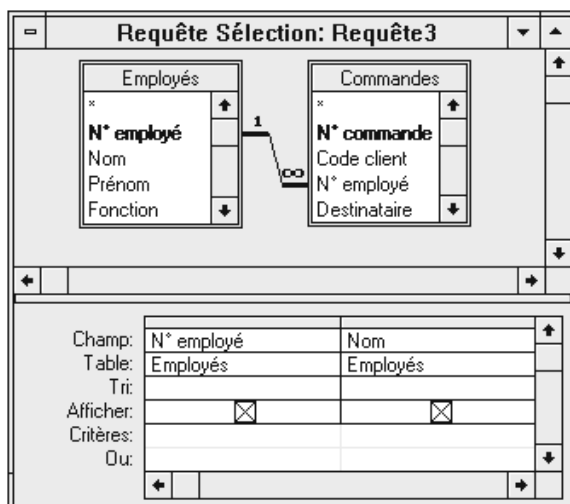 Requête Sélection: Requête3
Employés
*
N° employé
Nom
Prénom
Fonction
1
∞
Commandes
*
N° commande
Code client
N° employé
Destinataire
Champ: N° employé Nom
Table: Employés Employés
Tri:
Afficher:
Critères:
Ou: